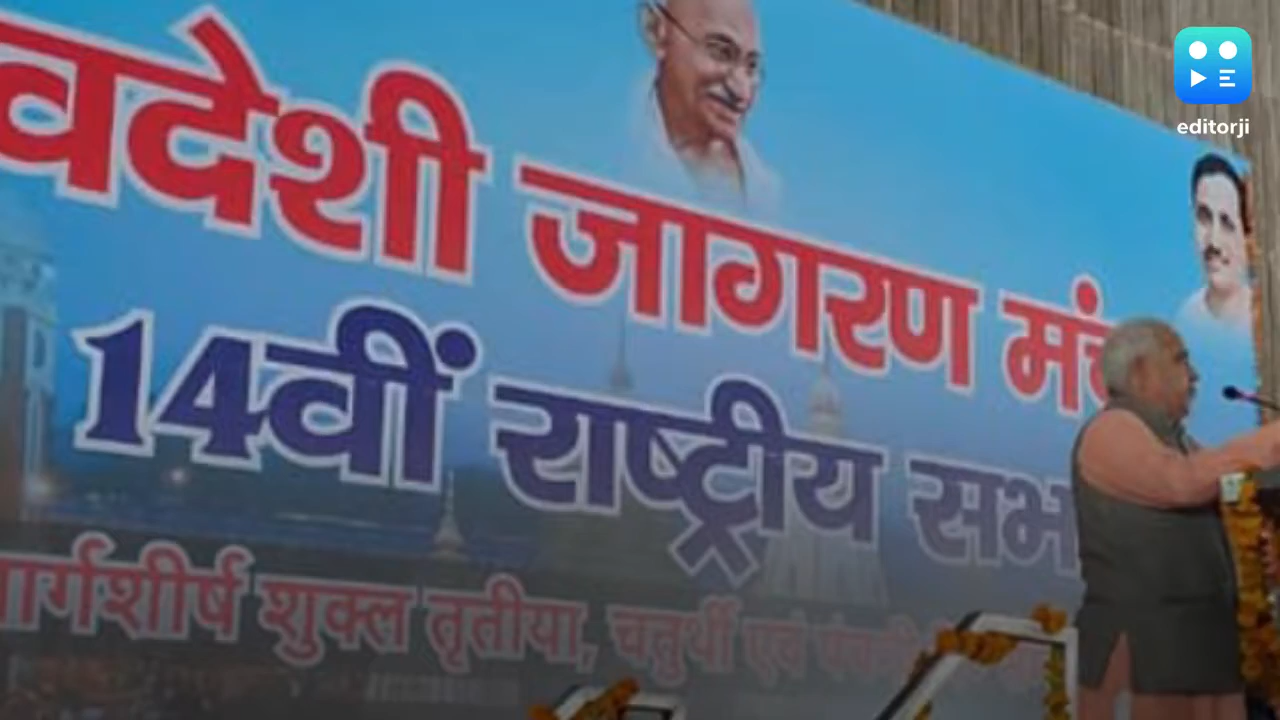 वदेशी जागरण मंच
14वीं राष्ट्रीय सभ
ार्गशीर्ष शुक्ल तृतीया, चतुर्थी एवं
editorji